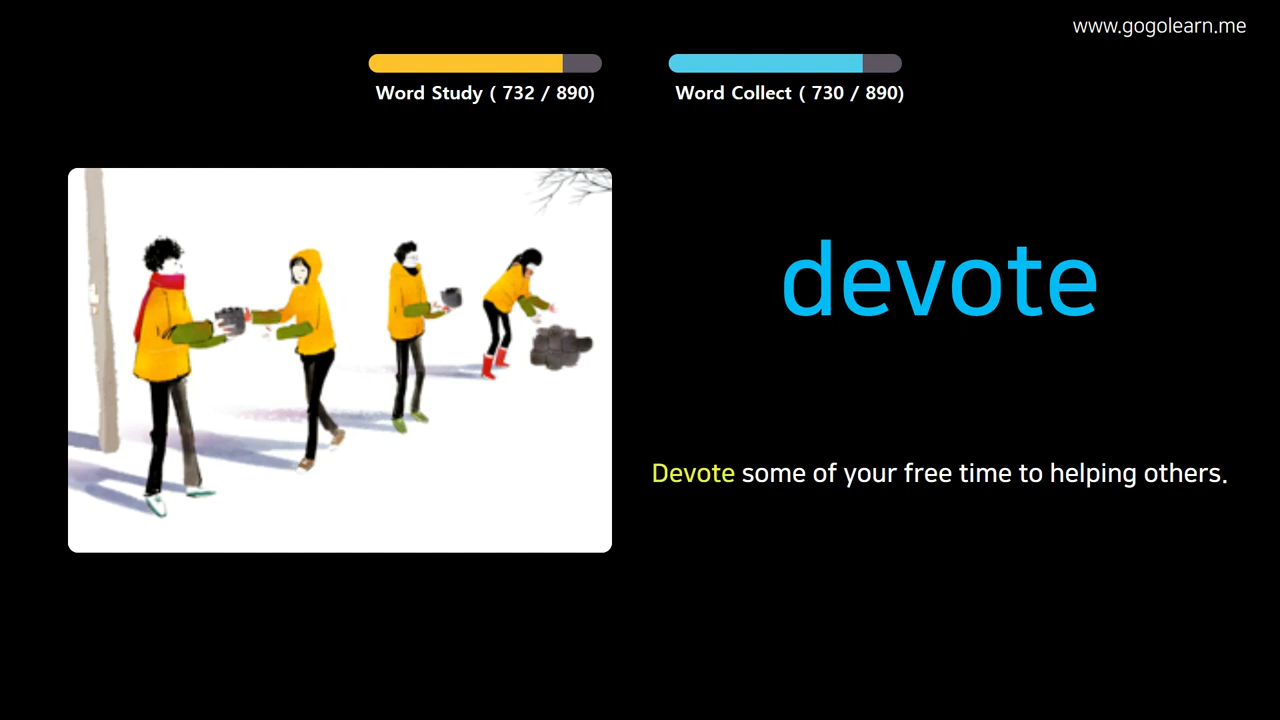 www.gogolearn.me
Word Study ( 732 / 890)
Word Collect ( 730 / 890)
devote
Devote some of your free time to helping others.